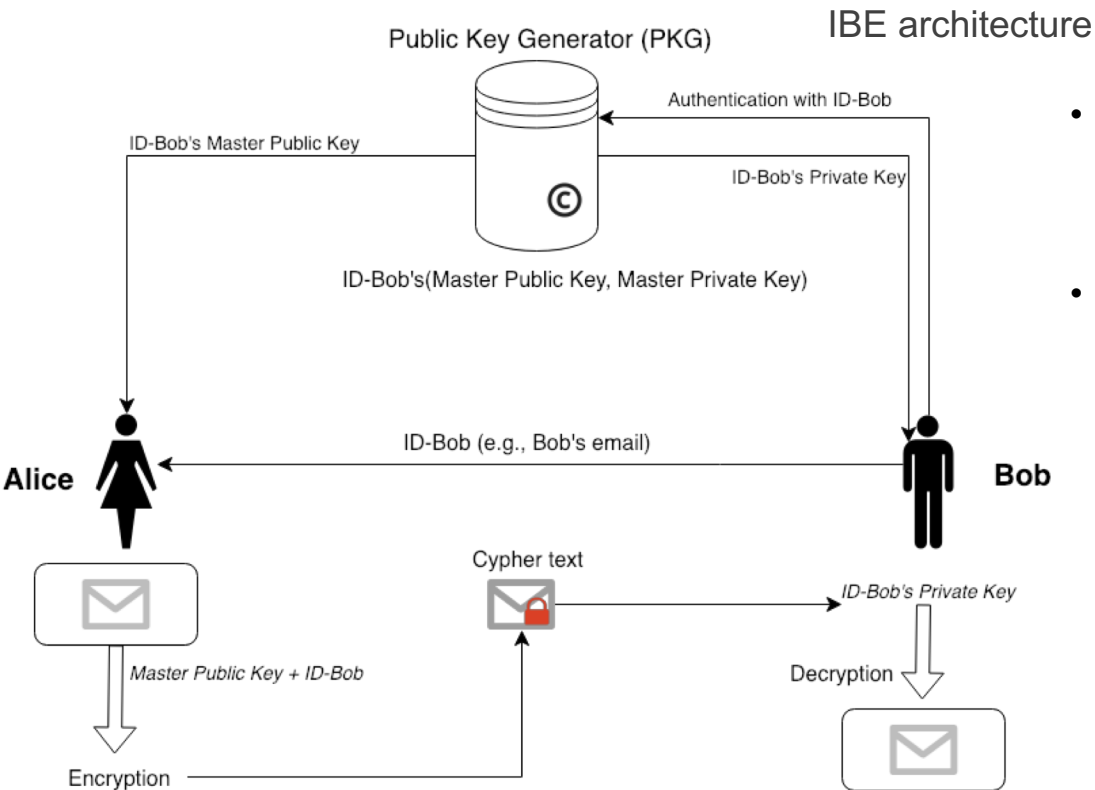 IBE architecture
Public Key Generator (PKG)
Authentication with ID-Bob
ID-Bob's Master Public Key
ID-Bob's Private Key
©
ID-Bob's(Master Public Key, Master Private Key)
ID-Bob (e.g., Bob's email)
Alice
Bob
Cypher text
ID-Bob's Private Key
Master Public Key + ID-Bob
Decryption
Encryption